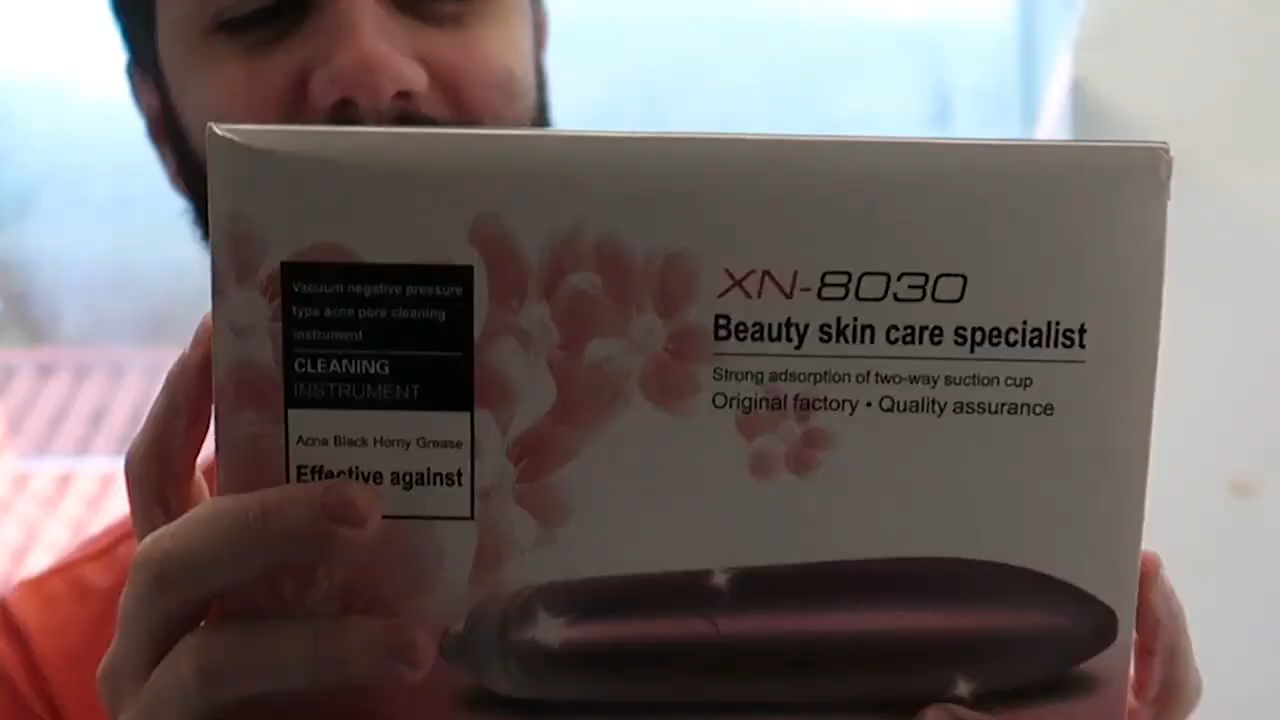 Vacuum negative pressure
type acne pore cleaning
instrument
CLEANING
INSTRUMENT
Acna Black Horny Grease
Effective against
XN-8030
Beauty skin care specialist
Strong adsorption of two-way suction cup
Original factory • Quality assurance